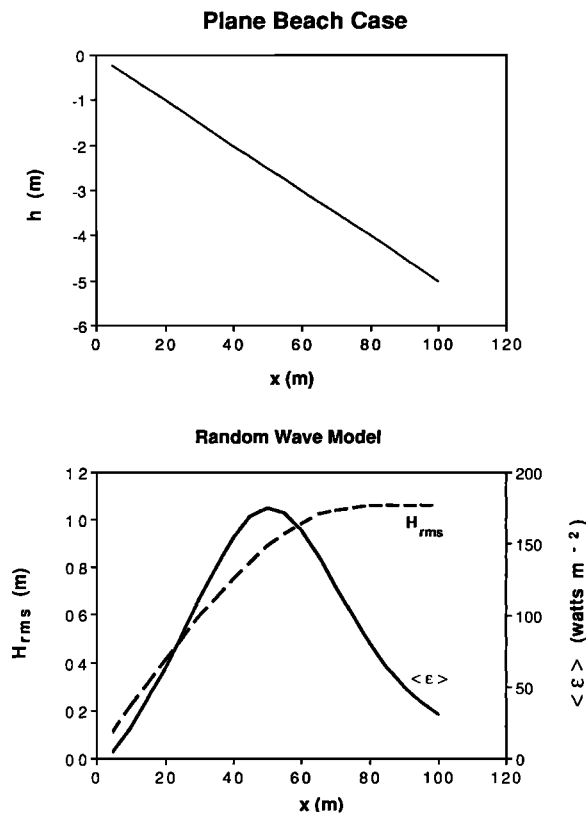 Plane Beach Case
0
-1
-2
-3
-4
-5
-6
h (m)
0 20 40 60 80 100 120
x (m)
Random Wave Model
1 2
1 0
0 8
0 6
0 4
0 2
0 0
Hrms (m)
200
150
100
50
0
< ε > (watts m - 2 )
Hrms
< ε >
0 20 40 60 80 100 120
x (m)